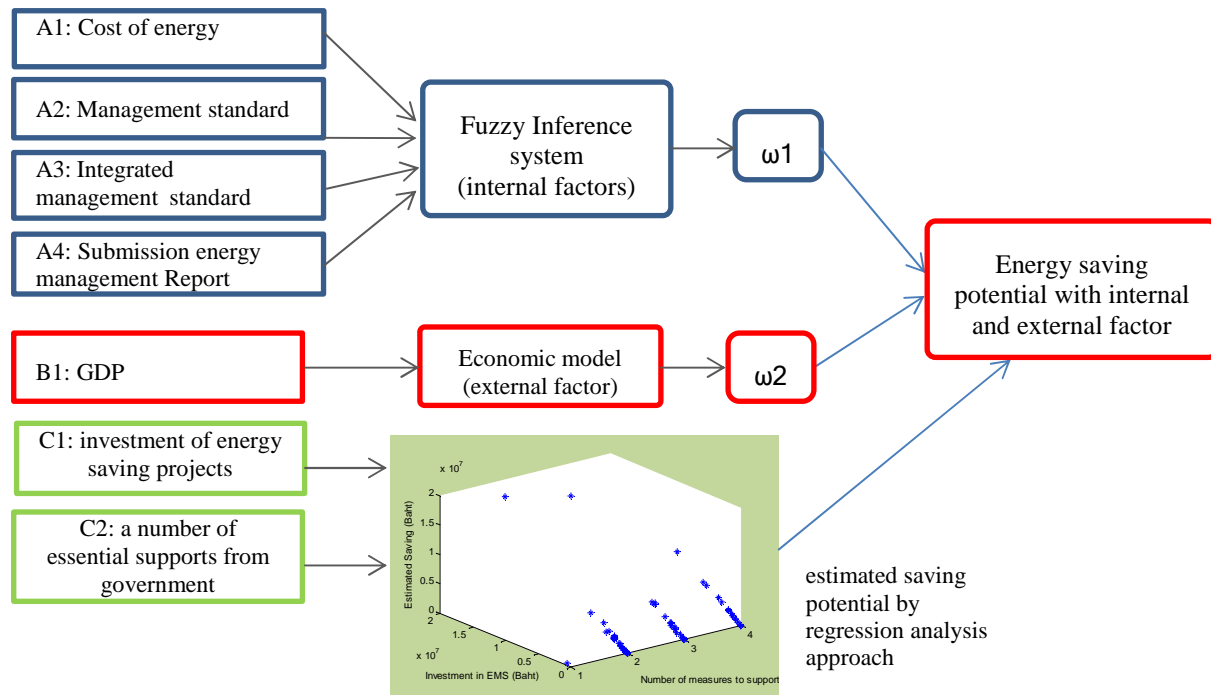 A1: Cost of energy
A2: Management standard
A3: Integrated
management standard
A4: Submission energy
management Report
Fuzzy Inference
system
(internal factors)
ω1
Energy saving
potential with internal
and external factor
B1: GDP
Economic model
(external factor)
ω2
C1: investment of energy
saving projects
C2: a number of
essential supports from
government
x 10^7
2
1.5
1
0.5
0
Estimated Saving (Baht)
2
1.5
1
0.5
0
x 10^7
Investment in EMS (Baht)
1
2
3
4
Number of measures to support
estimated saving
potential by
regression analysis
approach